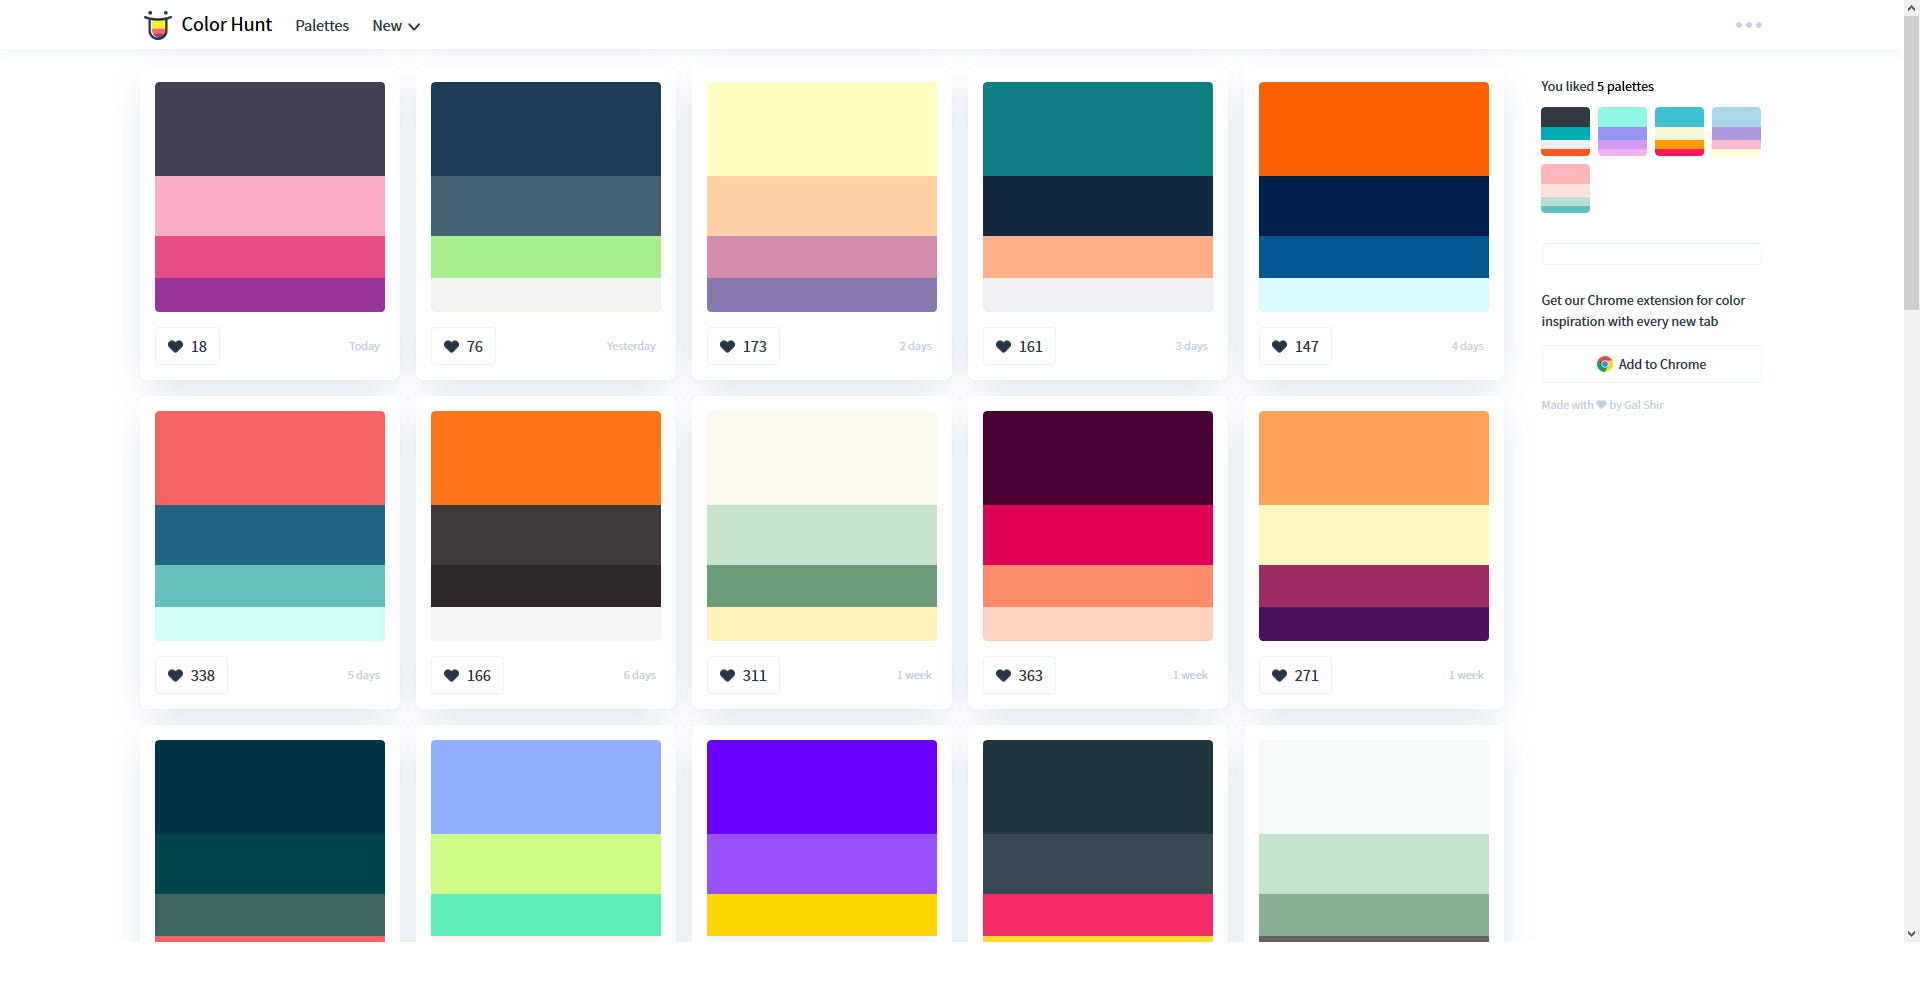 Color Hunt
Palettes
New
You liked 5 palettes
18
Today
76
Yesterday
173
2 days
161
3 days
147
4 days
Get our Chrome extension for color
inspiration with every new tab
Add to Chrome
Made with by Gal Shir
338
5 days
166
6 days
311
1 week
363
1 week
271
1 week